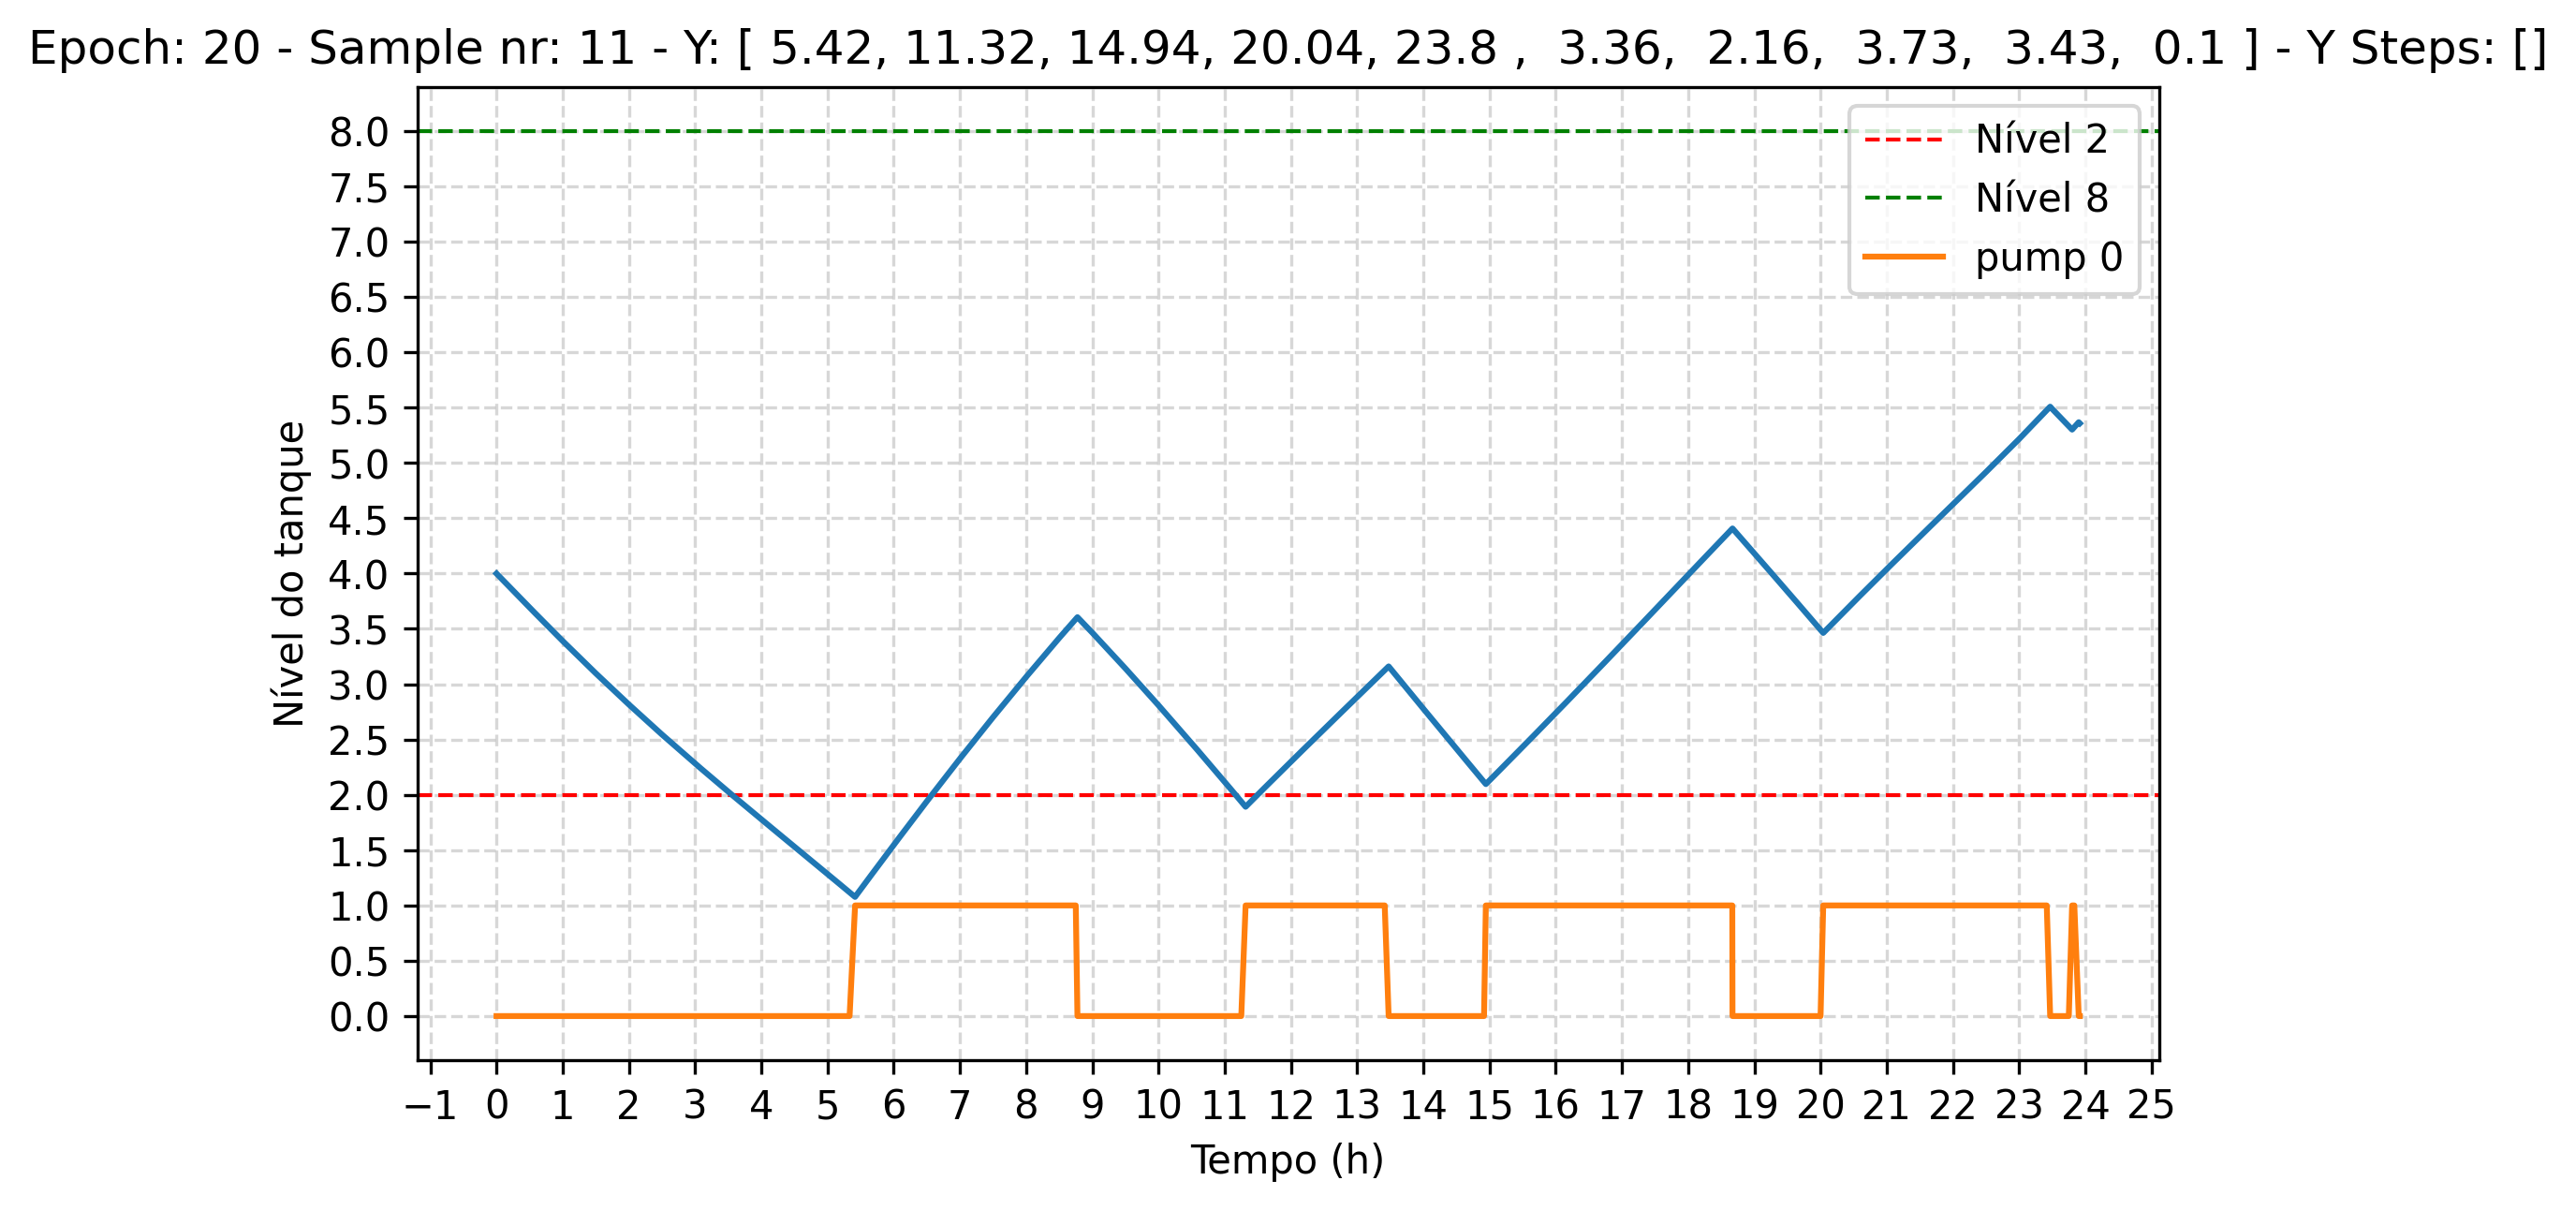 Epoch: 20 - Sample nr: 11 - Y: [ 5.42, 11.32, 14.94, 20.04, 23.8 ,  3.36,  2.16,  3.73,  3.43,  0.1 ] - Y Steps: []
8.0
7.5
7.0
6.5
6.0
5.5
5.0
4.5
4.0
3.5
3.0
2.5
2.0
1.5
1.0
0.5
0.0
Nível do tanque
Nível 2
Nível 8
pump 0
−1 0 1 2 3 4 5 6 7 8 9 10 11 12 13 14 15 16 17 18 19 20 21 22 23 24 25
Tempo (h)